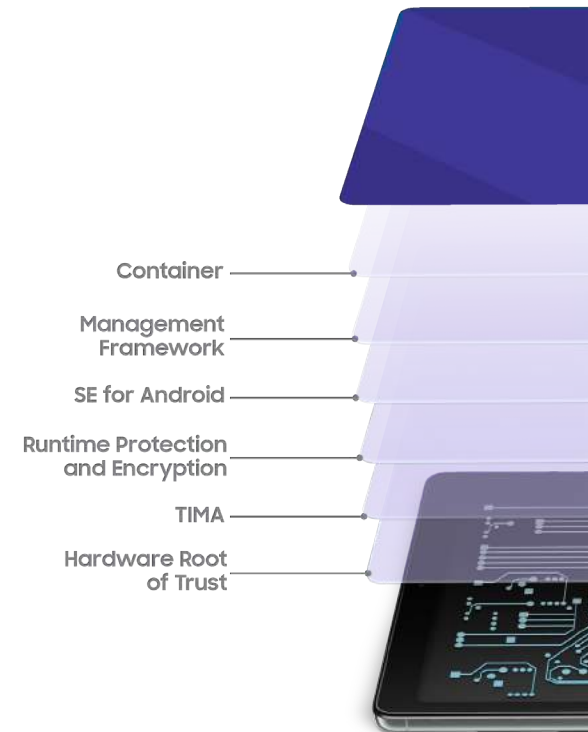 Container
Management
Framework
SE for Android
Runtime Protection
and Encryption
TIMA
Hardware Root
of Trust